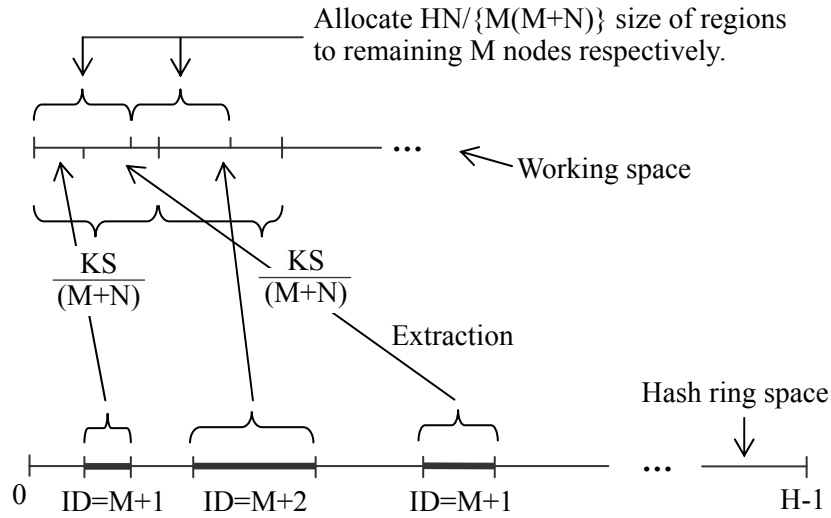 Allocate HN/{M(M+N)} size of regions
to remaining M nodes respectively.
...
Working space
KS
(M+N)
KS
(M+N)
Extraction
Hash ring space
...
0
ID=M+1
ID=M+2
ID=M+1
H-1